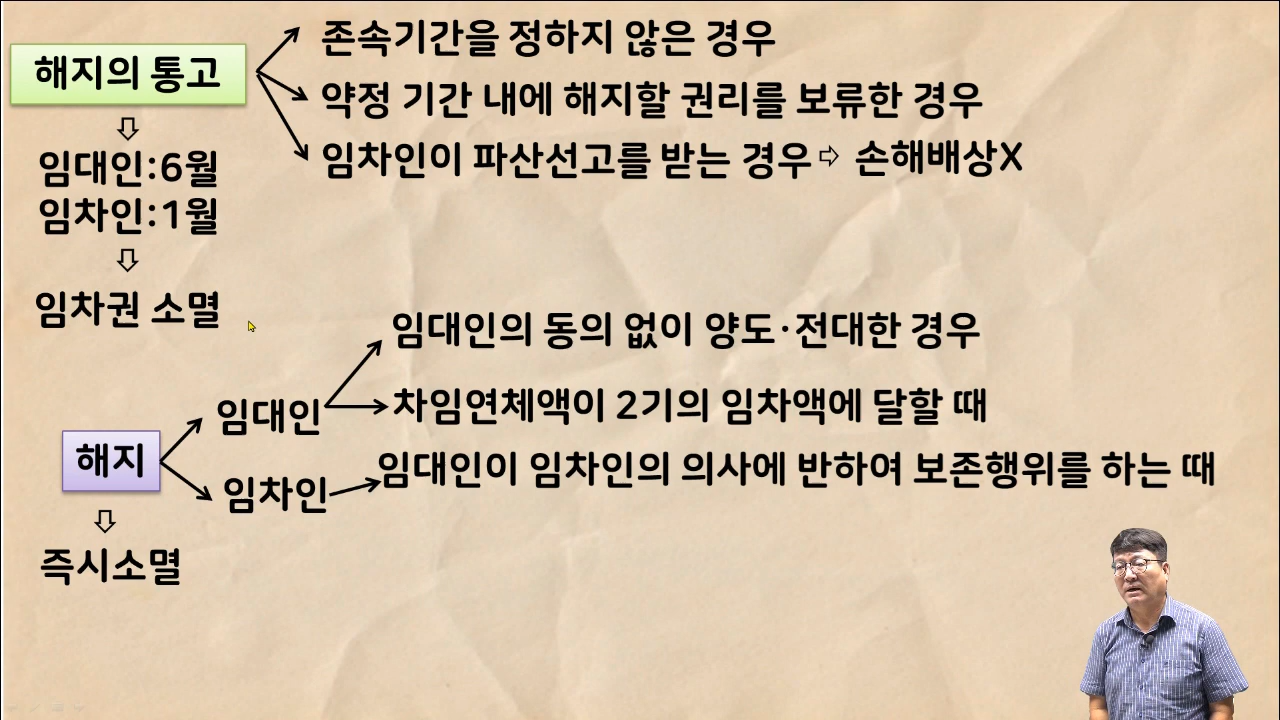 해지의 통고
존속기간을 정하지 않은 경우
약정 기간 내에 해지할 권리를 보류한 경우
임차인이 파산선고를 받는 경우⇨ 손해배상X
⇩
임대인:6월
임차인:1월
⇩
임차권 소멸
해지
임대인
임대인의 동의 없이 양도·전대한 경우
차임연체액이 2기의 임차액에 달할 때
임차인
임대인이 임차인의 의사에 반하여 보존행위를 하는 때
⇩
즉시소멸